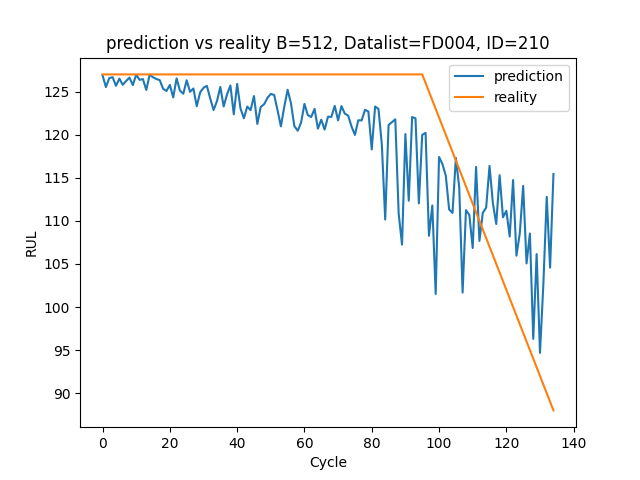 prediction vs reality B=512, Datalist=FD004, ID=210
prediction
reality
RUL
125
120
115
110
105
100
95
90
0 20 40 60 80 100 120 140
Cycle